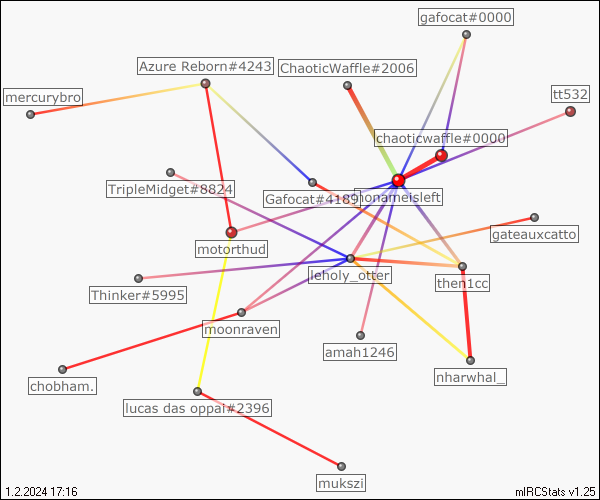 gafocat#0000
Azure Reborn#4243
ChaoticWaffle#2006
mercurybro
tt532
chaoticwaffle#0000
TripleMidget#8824
Gafocat#4189
nonameisleft
gateauxcatto
motorthud
leholy_otter
then1cc
Thinker#5995
moonraven
amah1246
chobham.
nharwhal_
lucas das oppai#2396
mukszi
1.2.2024 17:16
mIRCStats v1.25